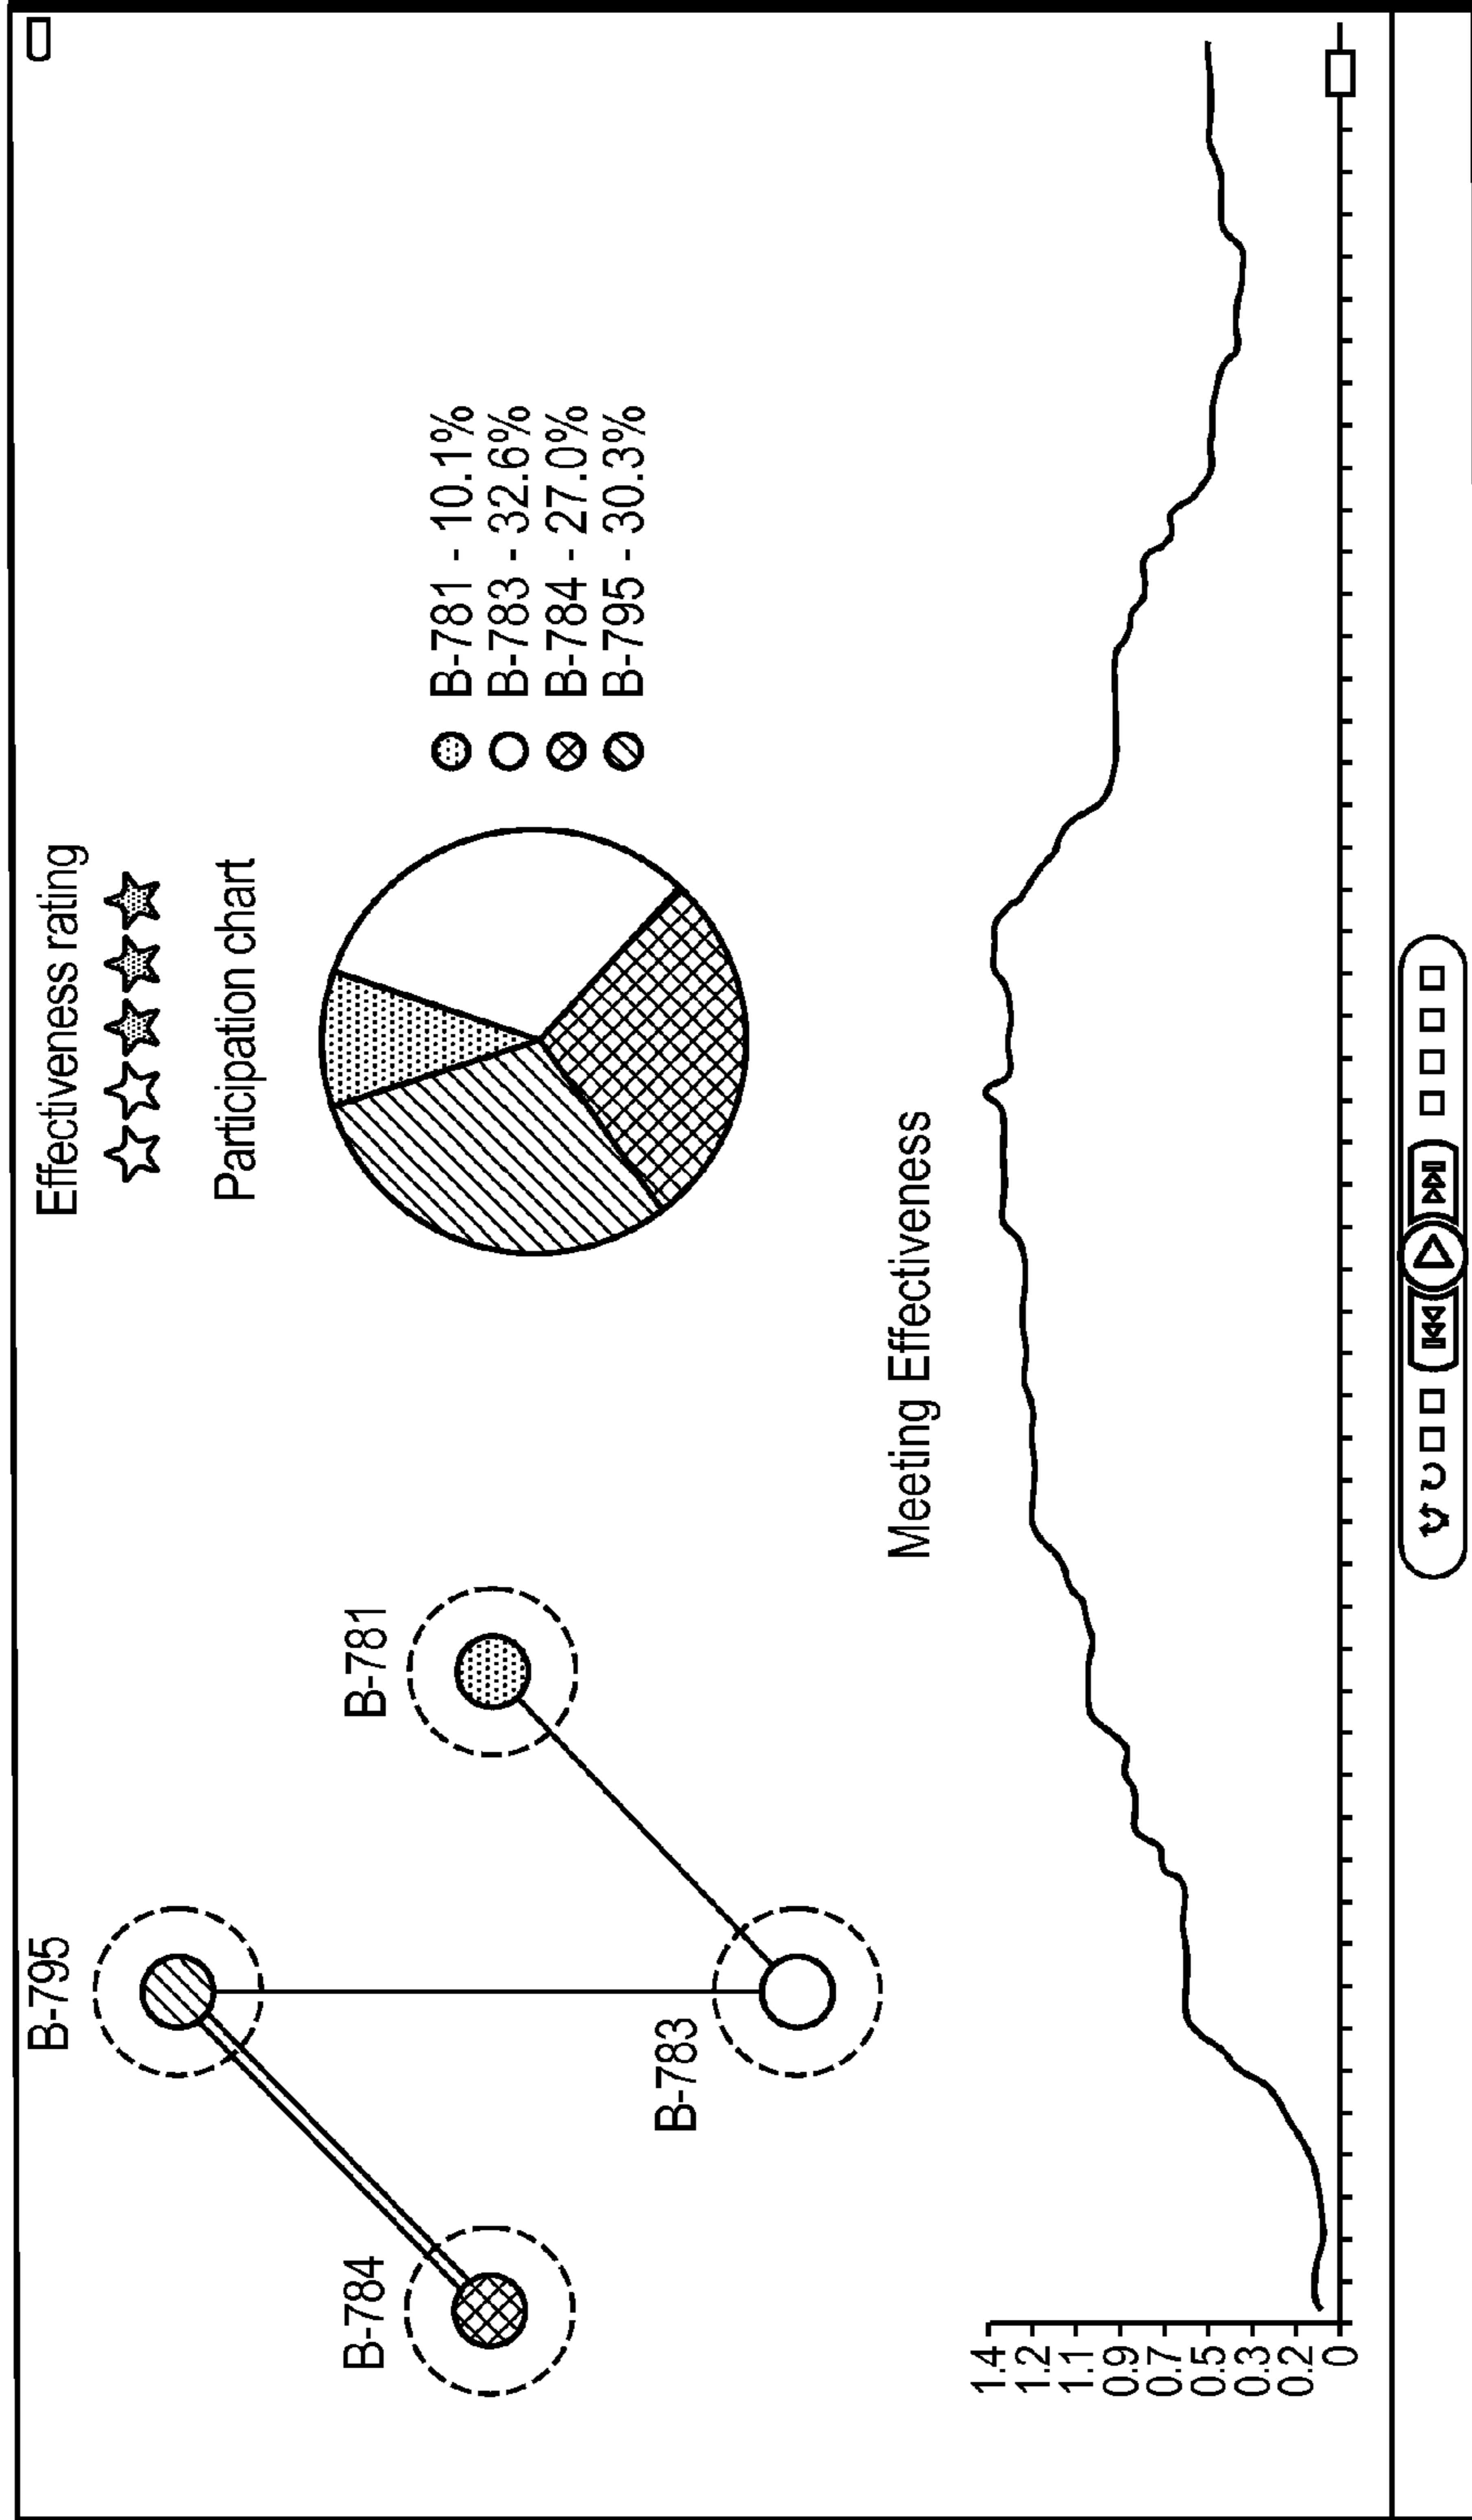 B-795
B-784
B-781
B-783
Effectiveness rating
Participation chart
B-781 - 10.1%
B-783 - 32.6%
B-784 - 27.0%
B-795 - 30.3%
Meeting Effectiveness
1.4
1.2
1.1
0.9
0.7
0.5
0.3
0.2
0